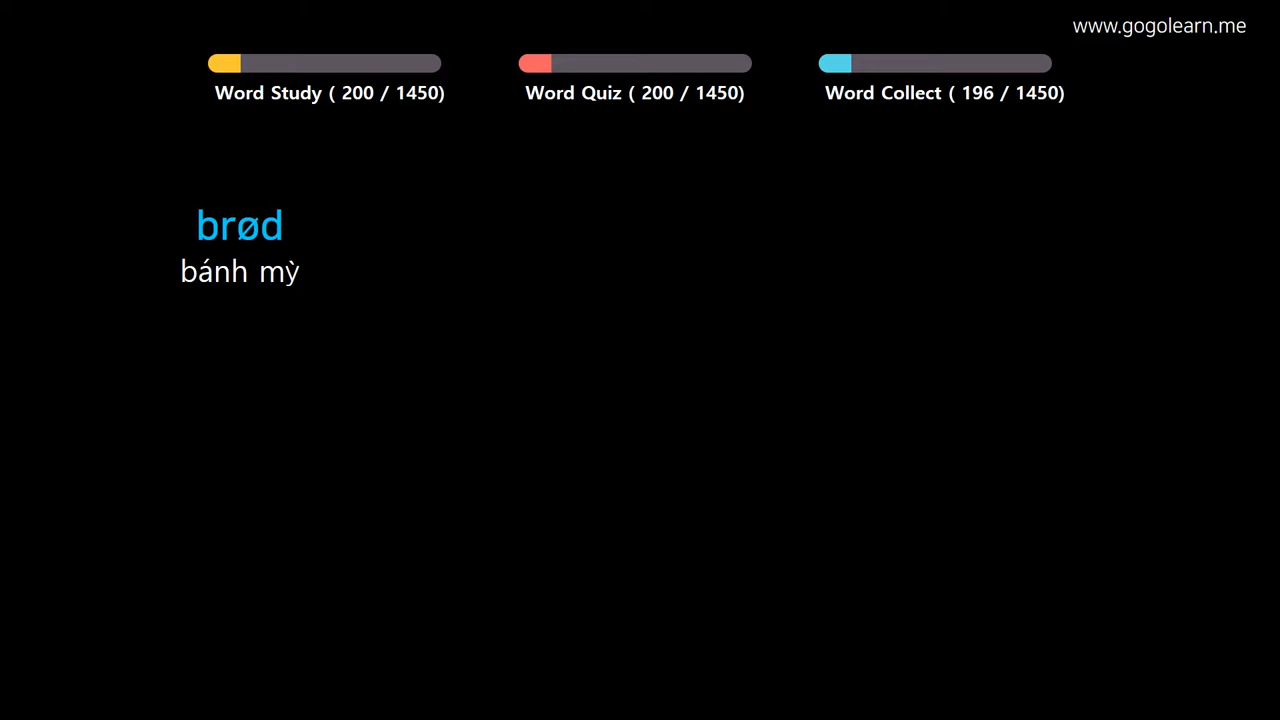 www.gogolearn.me
Word Study ( 200 / 1450)
Word Quiz ( 200 / 1450)
Word Collect ( 196 / 1450)
brød
bánh mỳ